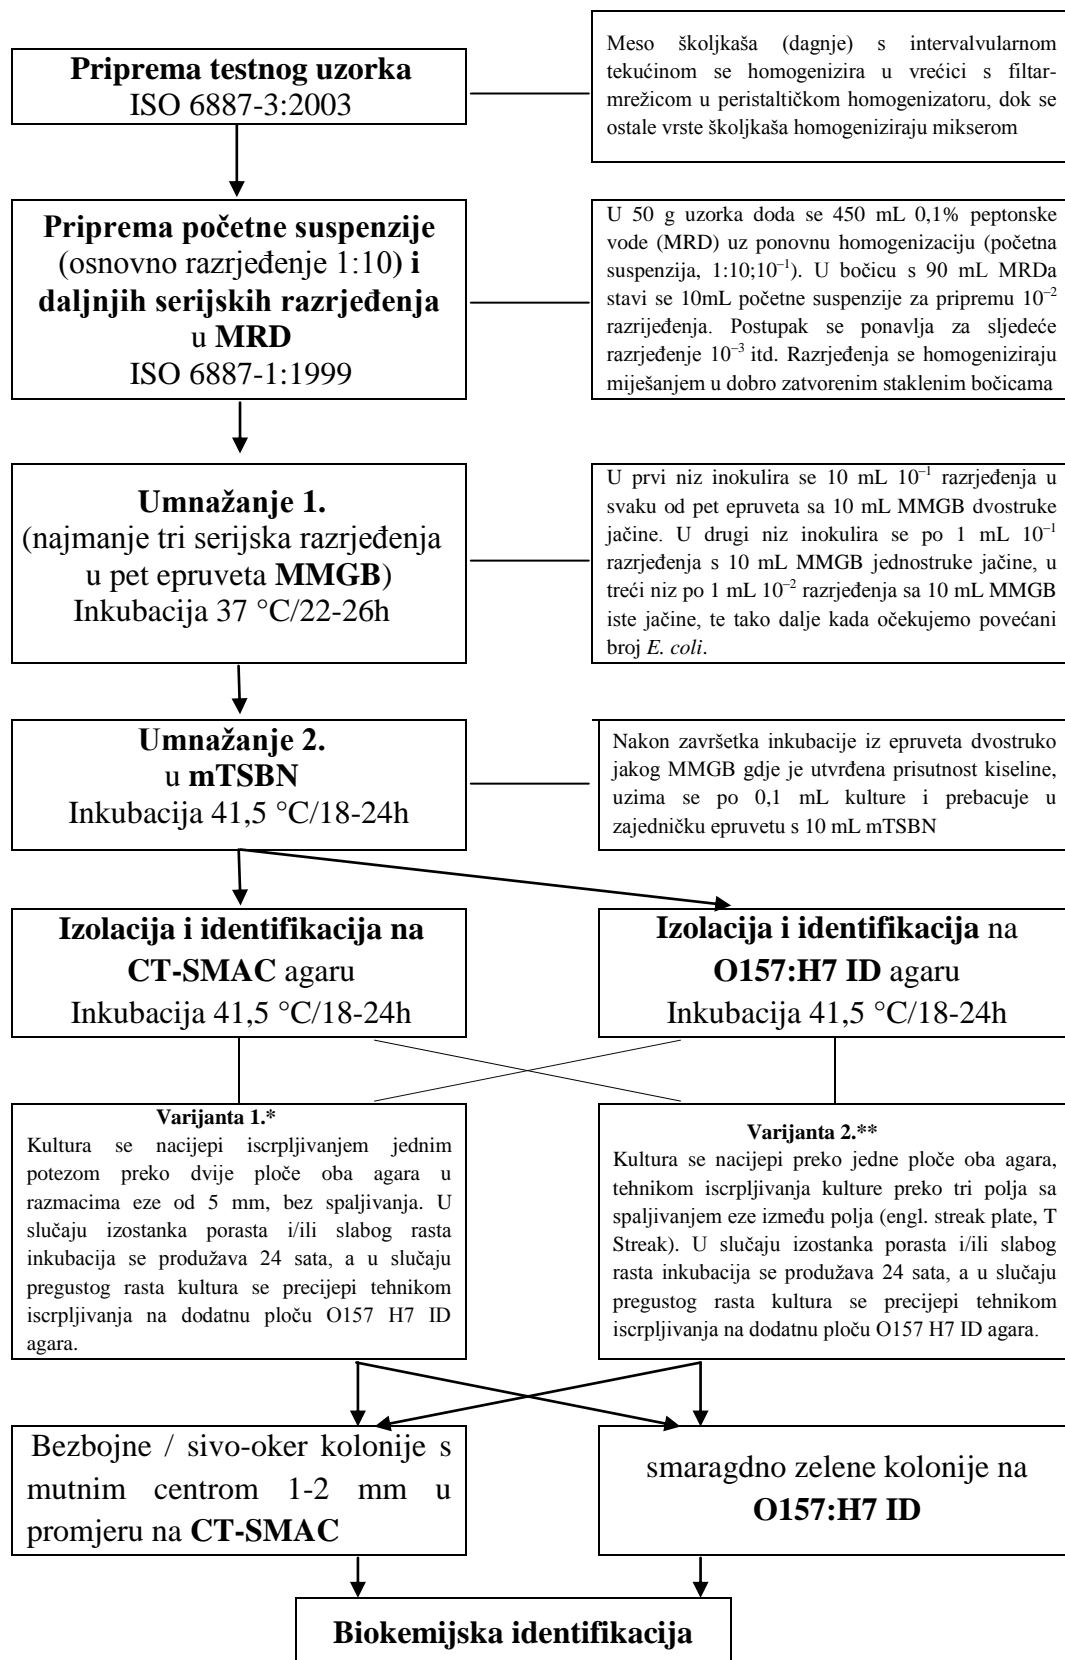 Priprema testnog uzorka
ISO 6887-3:2003
Meso školjkaša (dagnje) s intervalvularnom
tekućinom se homogenizira u vrećici s filtar-
mrežicom u peristaltičkom homogenizatoru, dok se
ostale vrste školjkaša homogeniziraju mikserom
Priprema početne suspenzije
(osnovno razrjeđenje 1:10) i
daljnjih serijskih razrjeđenja
u MRD
ISO 6887-1:1999
U 50 g uzorka doda se 450 mL 0,1% peptonske
vode (MRD) uz ponovnu homogenizaciju (početna
suspenzija, 1:10;10⁻¹). U bočicu s 90 mL MRDa
stavi se 10mL početne suspenzije za pripremu 10⁻²
razrijeđenja. Postupak se ponavlja za sljedeće
razrjeđenje 10⁻³ itd. Razrjeđenja se homogeniziraju
miješanjem u dobro zatvorenim staklenim bočicama
Umnažanje 1.
(najmanje tri serijska razrjeđenja
u pet epruveta MMGB)
Inkubacija 37 °C/22-26h
U prvi niz inokulira se 10 mL 10⁻¹ razrjeđenja u
svaku od pet epruveta sa 10 mL MMGB dvostruke
jačine. U drugi niz inokulira se po 1 mL 10⁻¹
razrjeđenja s 10 mL MMGB jednostruke jačine, u
treći niz po 1 mL 10⁻² razrjeđenja sa 10 mL MMGB
iste jačine, te tako dalje kada očekujemo povećani
broj E. coli.
Umnažanje 2.
u mTSBN
Inkubacija 41,5 °C/18-24h
Nakon završetka inkubacije iz epruveta dvostruko
jakog MMGB gdje je utvrđena prisutnost kiseline,
uzima se po 0,1 mL kulture i prebacuje u
zajedničku epruvetu s 10 mL mTSBN
Izolacija i identifikacija na
CT-SMAC agaru
Inkubacija 41,5 °C/18-24h
Izolacija i identifikacija na
O157:H7 ID agaru
Inkubacija 41,5 °C/18-24h
Varijanta 1.*
Kultura se nacijepi iscrpljivanjem jednim
potezom preko dvije ploče oba agara u
razmacima eze od 5 mm, bez spaljivanja. U
slučaju izostanka porasta i/ili slabog rasta
inkubacija se produžava 24 sata, a u slučaju
pregustog rasta kultura se precijepi tehnikom
iscrpljivanja na dodatnu ploču O157 H7 ID
agara.
Varijanta 2.**
Kultura se nacijepi preko jedne ploče oba agara,
tehnikom iscrpljivanja kulture preko tri polja sa
spaljivanjem eze između polja (engl. streak plate, T
Streak). U slučaju izostanka porasta i/ili slabog
rasta inkubacija se produžava 24 sata, a u slučaju
pregustog rasta kultura se precijepi tehnikom
iscrpljivanja na dodatnu ploču O157 H7 ID agara.
Bezbojne / sivo-oker kolonije s
mutnim centrom 1-2 mm u
promjeru na CT-SMAC
smaragdno zelene kolonije na
O157:H7 ID
Biokemijska identifikacija